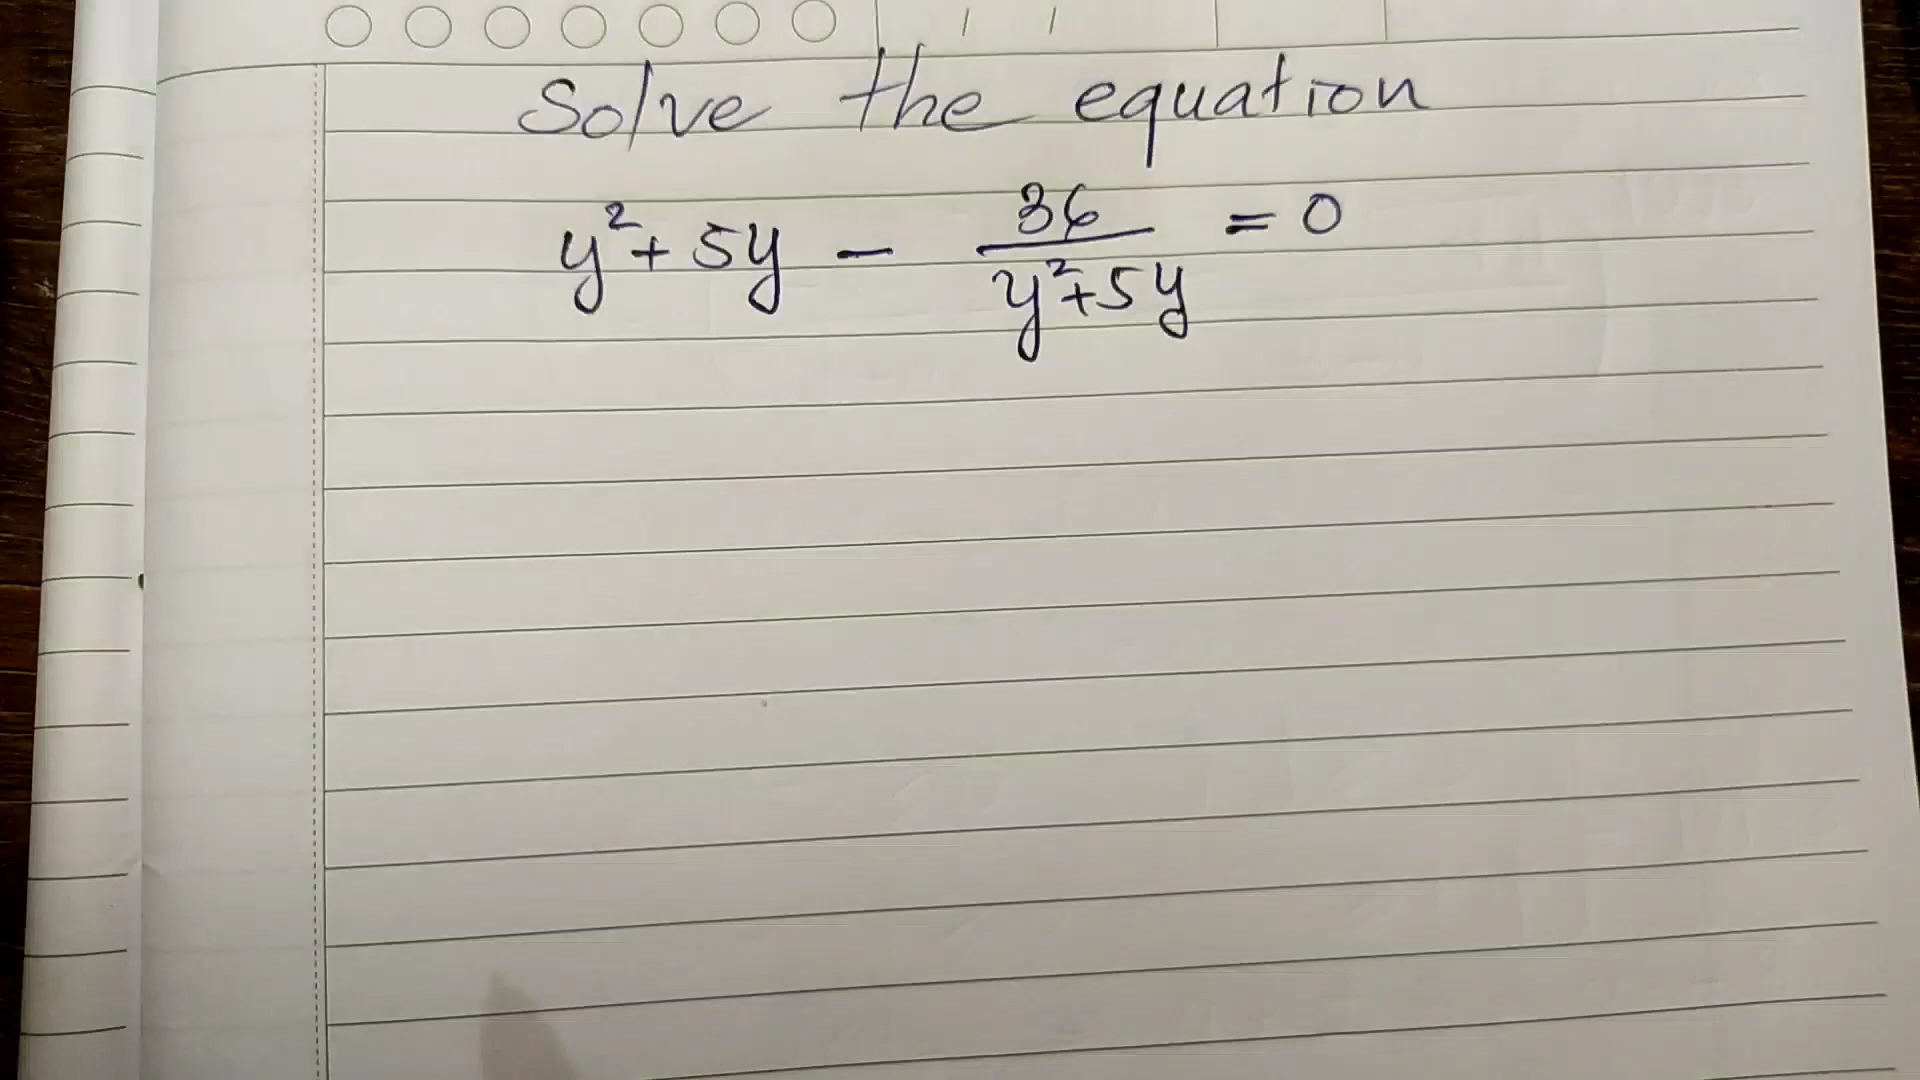 Solve the equation
y² + 5y - 36/(y²+5y) = 0